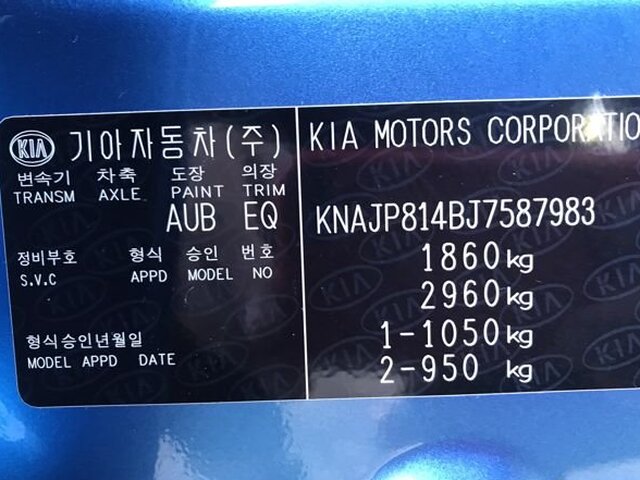 KIA 기아자동차(주)
변속기 차축 도장 의장
TRANSM AXLE PAINT TRIM
AUB EQ
정비부호 형식 승인 번호
S.V.C APPD MODEL NO
형식승인년월일
MODEL APPD DATE
KIA MOTORS CORPORATIO
KNAJP814BJ7587983
1860kg
2960kg
1-1050kg
2-950 kg